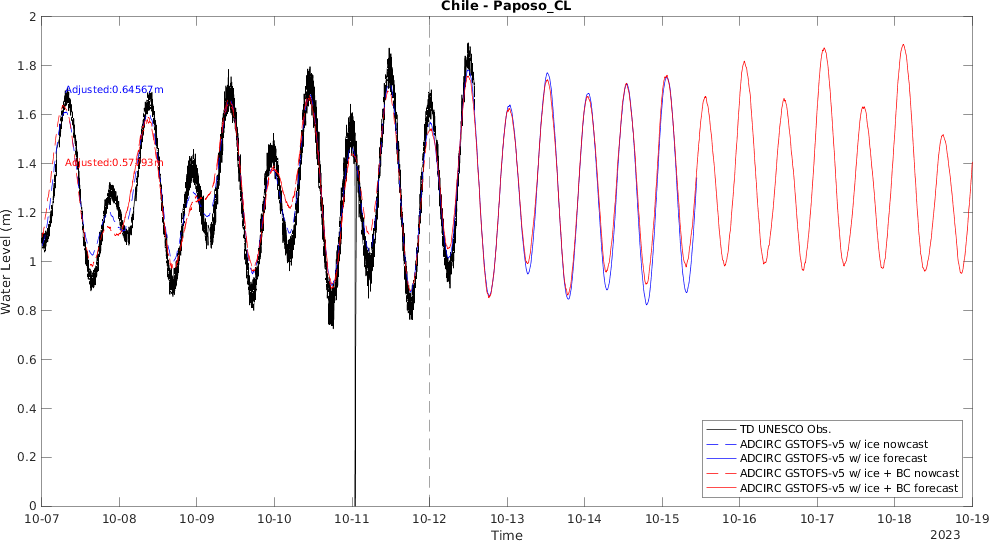 Chile - Paposo_CL
2
1.8
1.6
1.4
1.2
1
0.8
0.6
0.4
0.2
0
Water Level (m)
Adjusted:0.64567m
TD UNESCO Obs.
ADCIRC GSTOFS-v5 w/ ice nowcast
ADCIRC GSTOFS-v5 w/ ice forecast
ADCIRC GSTOFS-v5 w/ ice + BC nowcast
ADCIRC GSTOFS-v5 w/ ice + BC forecast
10-07 10-08 10-09 10-10 10-11 10-12 10-13 10-14 10-15 10-16 10-17 10-18 10-19
Time
2023